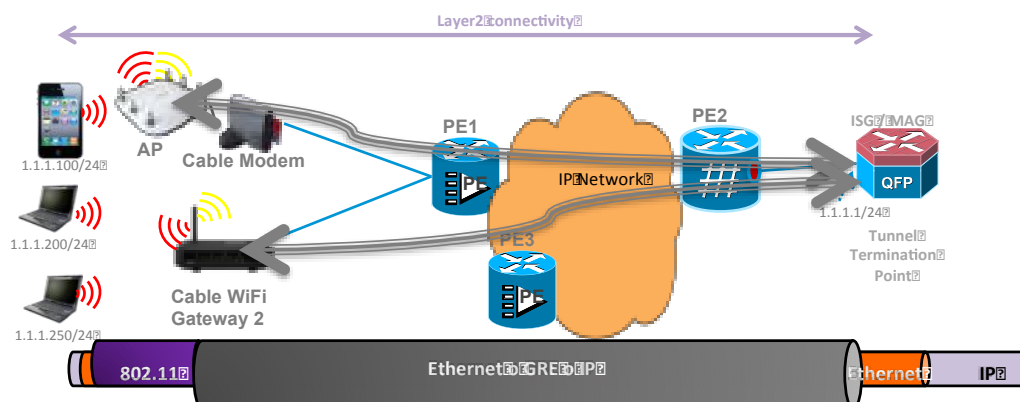 Layer2 connectivity
AP
Cable Modem
1.1.1.100/24
PE1
PE
IP Network
PE2
ISG / MAG
QFP
1.1.1.1/24
1.1.1.200/24
Tunnel
Termination
Point
PE3
PE
Cable WiFi
Gateway 2
1.1.1.250/24
802.11
Ethernet o GRE o IP
Ethernet
IP